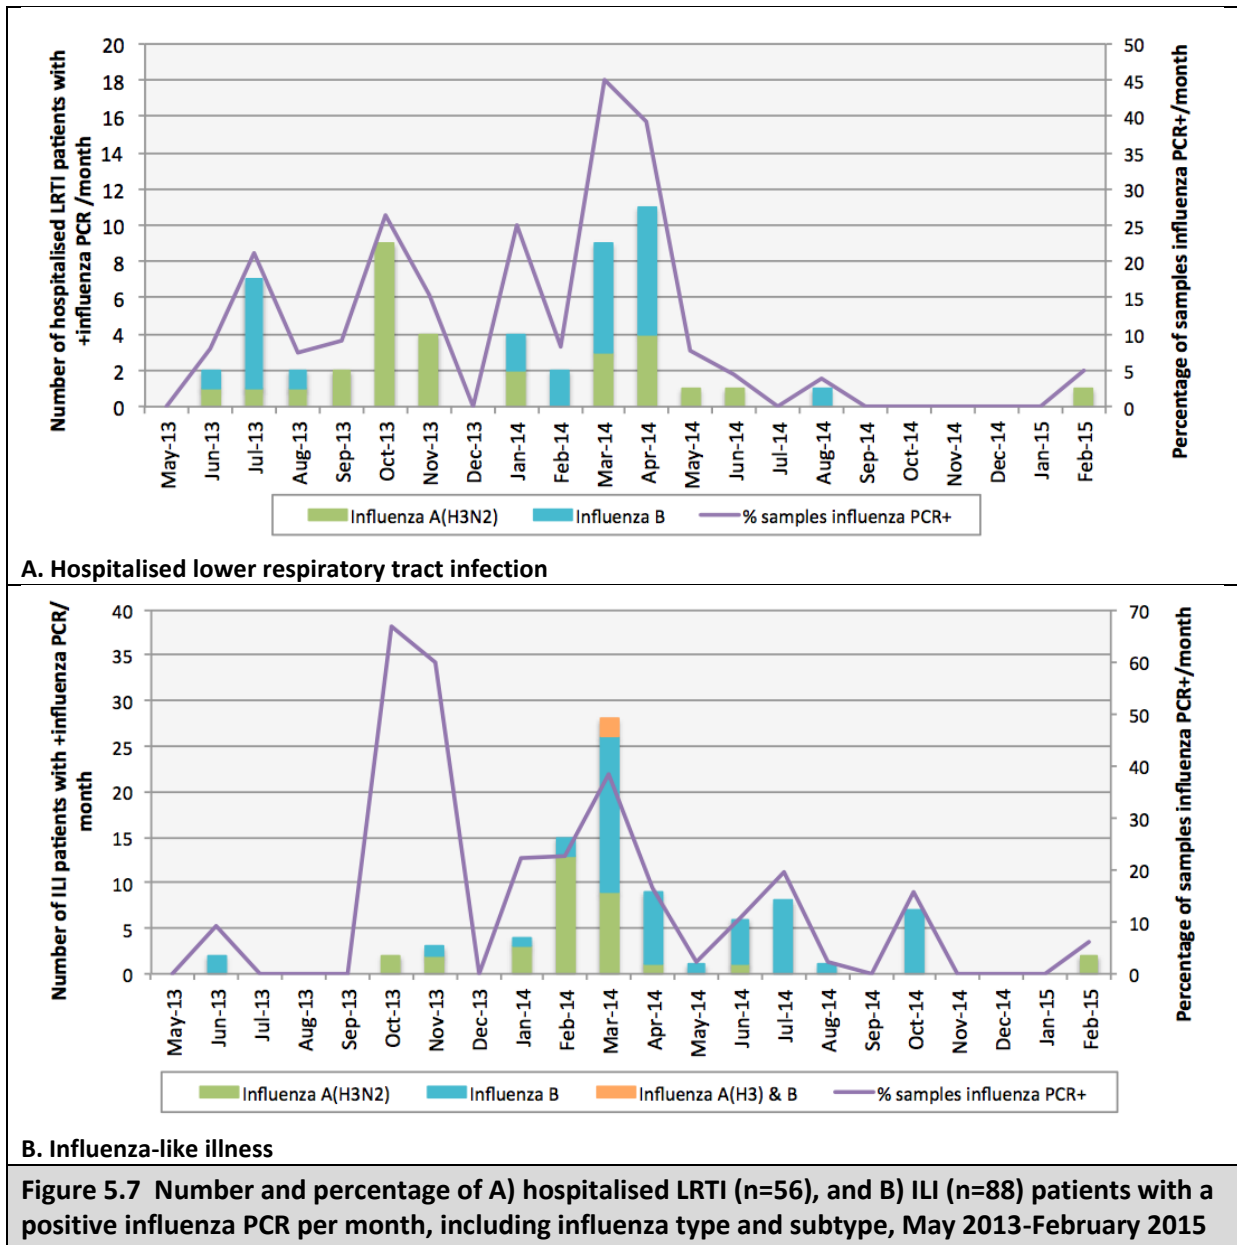 Number of hospitalised LRTI patients with
+influenza PCR /month
20
18
16
14
12
10
8
6
4
2
0
50
45
40
35
30
25
20
15
10
5
0
Percentage of samples influenza PCR+/month
May-13
Jun-13
Jul-13
Aug-13
Sep-13
Oct-13
Nov-13
Dec-13
Jan-14
Feb-14
Mar-14
Apr-14
May-14
Jun-14
Jul-14
Aug-14
Sep-14
Oct-14
Nov-14
Dec-14
Jan-15
Feb-15
Influenza A(H3N2) Influenza B % samples influenza PCR+
A. Hospitalised lower respiratory tract infection
Number of ILI patients with +influenza PCR/
month
40
35
30
25
20
15
10
5
0
70
60
50
40
30
20
10
0
Percentage of samples influenza PCR+/month
May-13
Jun-13
Jul-13
Aug-13
Sep-13
Oct-13
Nov-13
Dec-13
Jan-14
Feb-14
Mar-14
Apr-14
May-14
Jun-14
Jul-14
Aug-14
Sep-14
Oct-14
Nov-14
Dec-14
Jan-15
Feb-15
Influenza A(H3N2) Influenza B Influenza A(H3) & B % samples influenza PCR+
B. Influenza-like illness
Figure 5.7 Number and percentage of A) hospitalised LRTI (n=56), and B) ILI (n=88) patients with a
positive influenza PCR per month, including influenza type and subtype, May 2013-February 2015